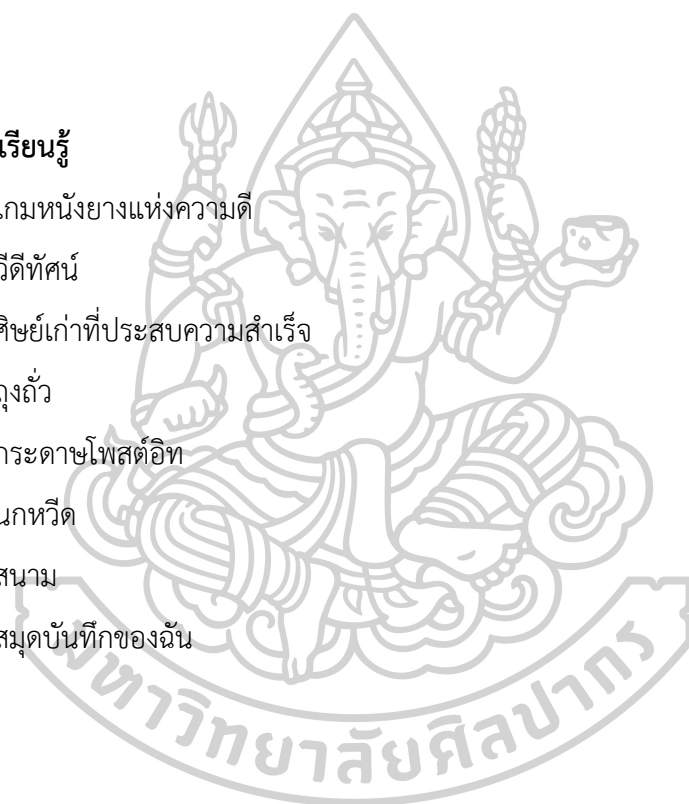 เรียนรู้
เกมหนังยางแห่งความดี
วีดีทัศน์
ศิษย์เก่าที่ประสบความสำเร็จ
ถุงถั่ว
กระดาษโพสต์อิท
นกหวีด
สนาม
สมุดบันทึกของฉัน
มหาวิทยาลัยศิลปากร